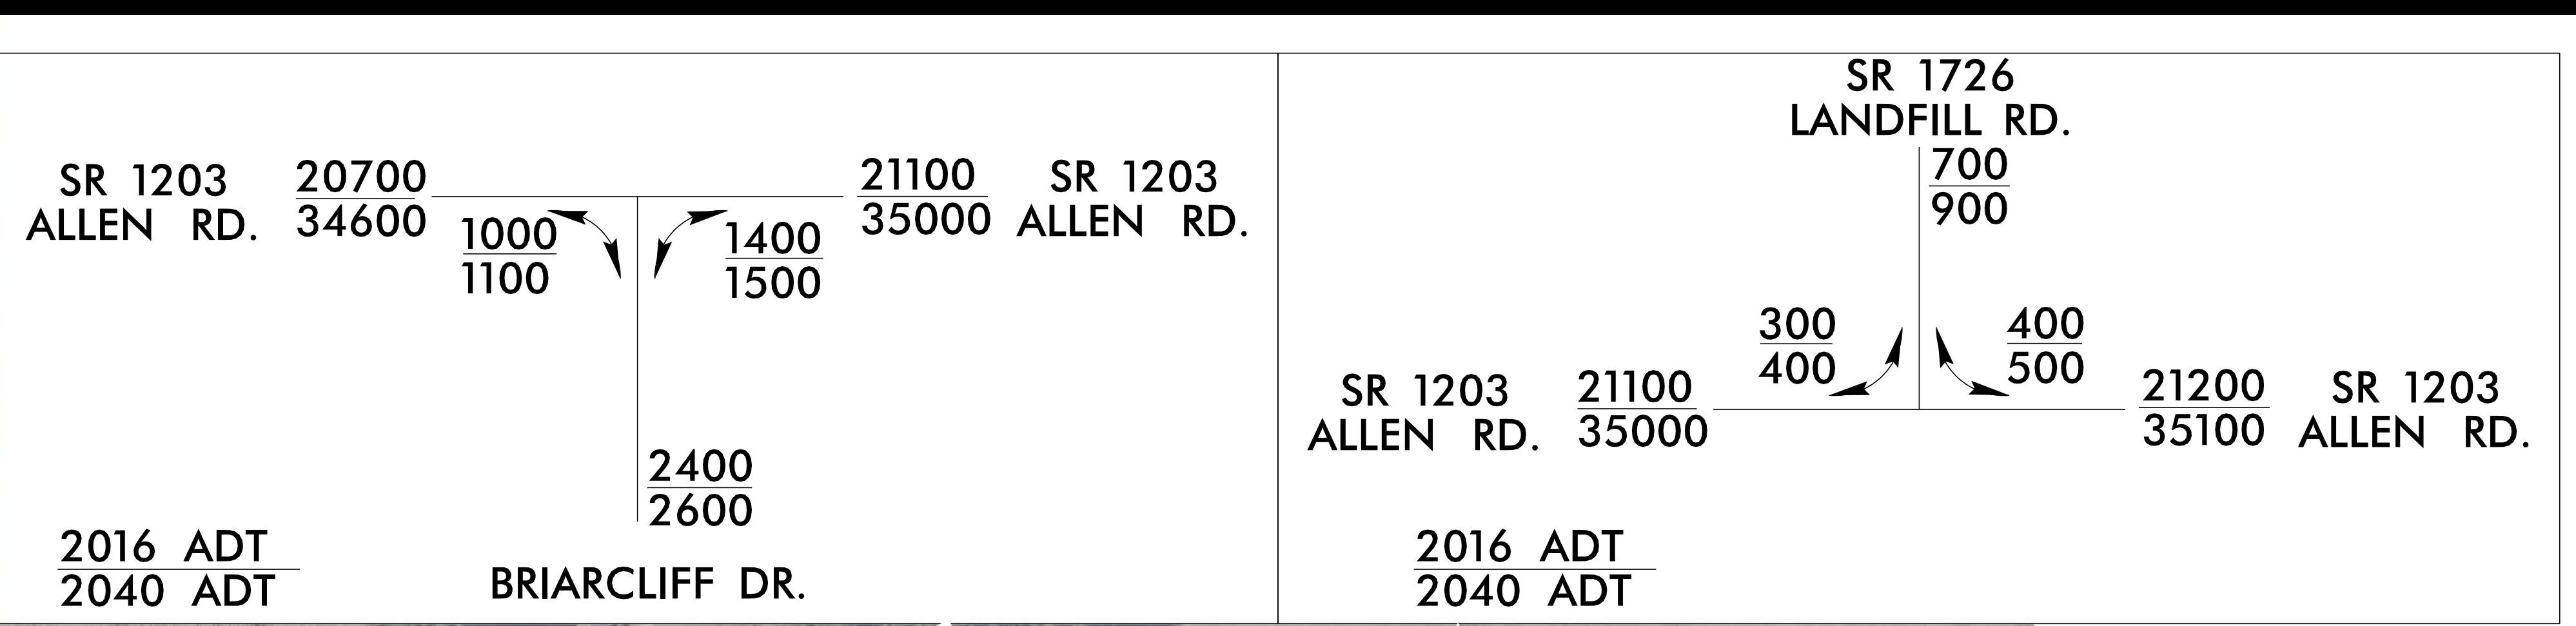 SR 1203
ALLEN RD.
20700
34600
1000
1100
1400
1500
21100
35000
SR 1203
ALLEN RD.
2400
2600
BRIARCLIFF DR.
2016 ADT
2040 ADT
SR 1726
LANDFILL RD.
700
900
300
400
400
500
SR 1203
ALLEN RD.
21100
35000
21200
35100
SR 1203
ALLEN RD.
2016 ADT
2040 ADT